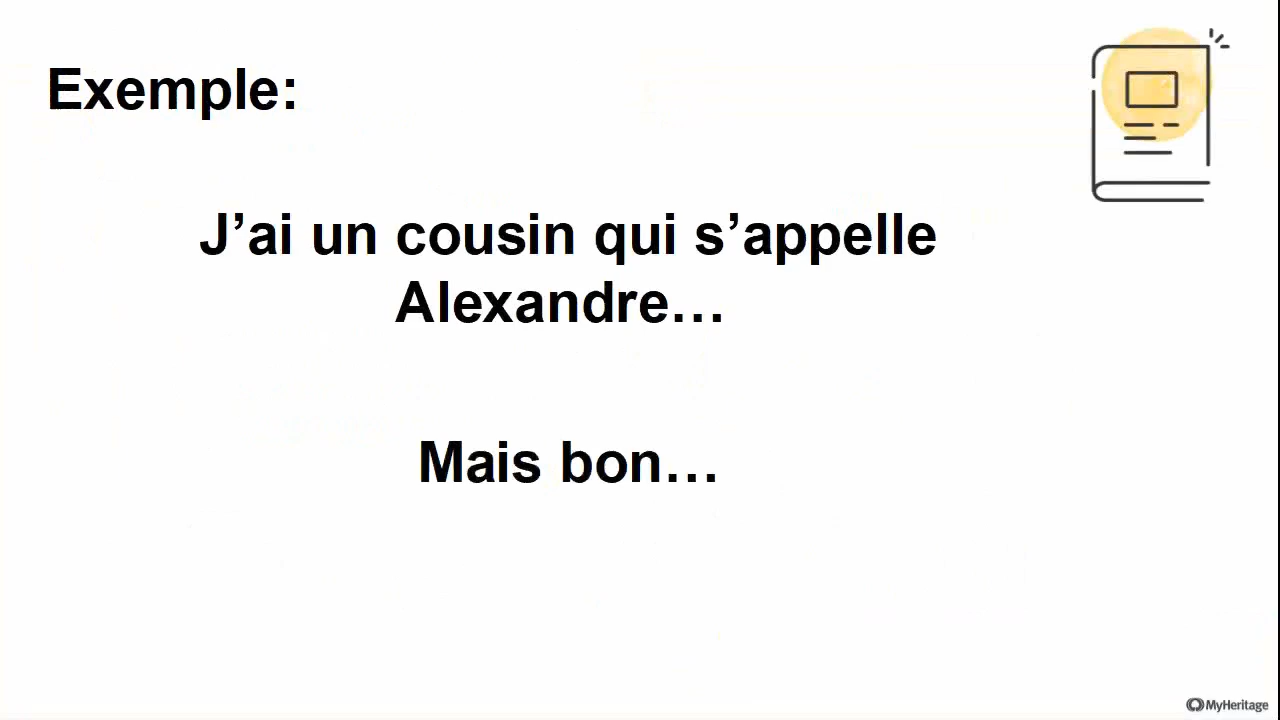 Exemple:
J’ai un cousin qui s’appelle
Alexandre…
Mais bon…
MyHeritage